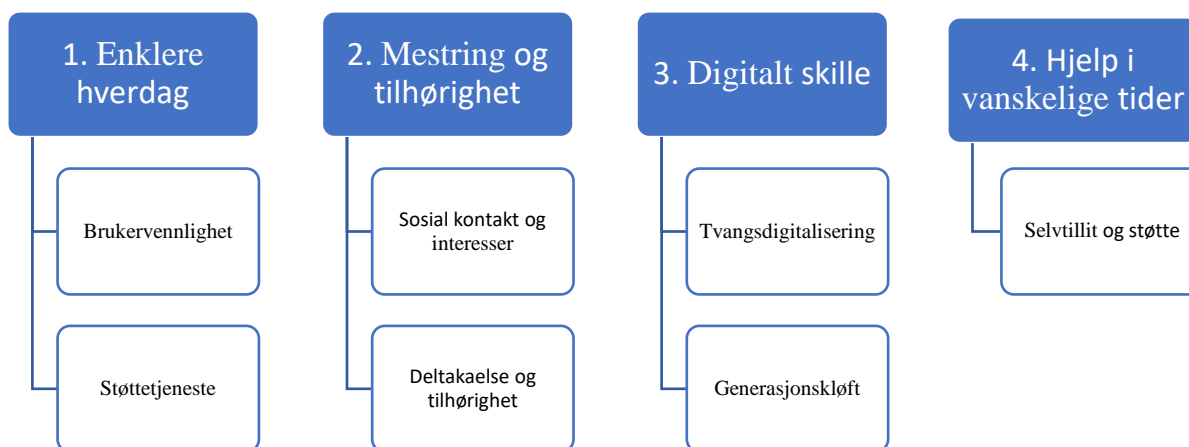 1. Enklere
hverdag
Brukervennlighet
Støttetjeneste
2. Mestring og
tilhørighet
Sosial kontakt og
interesser
Deltakaelse og
tilhørighet
3. Digitalt skille
Tvangsdigitalisering
Generasjonskløft
4. Hjelp i
vanskelige tider
Selvtillit og støtte